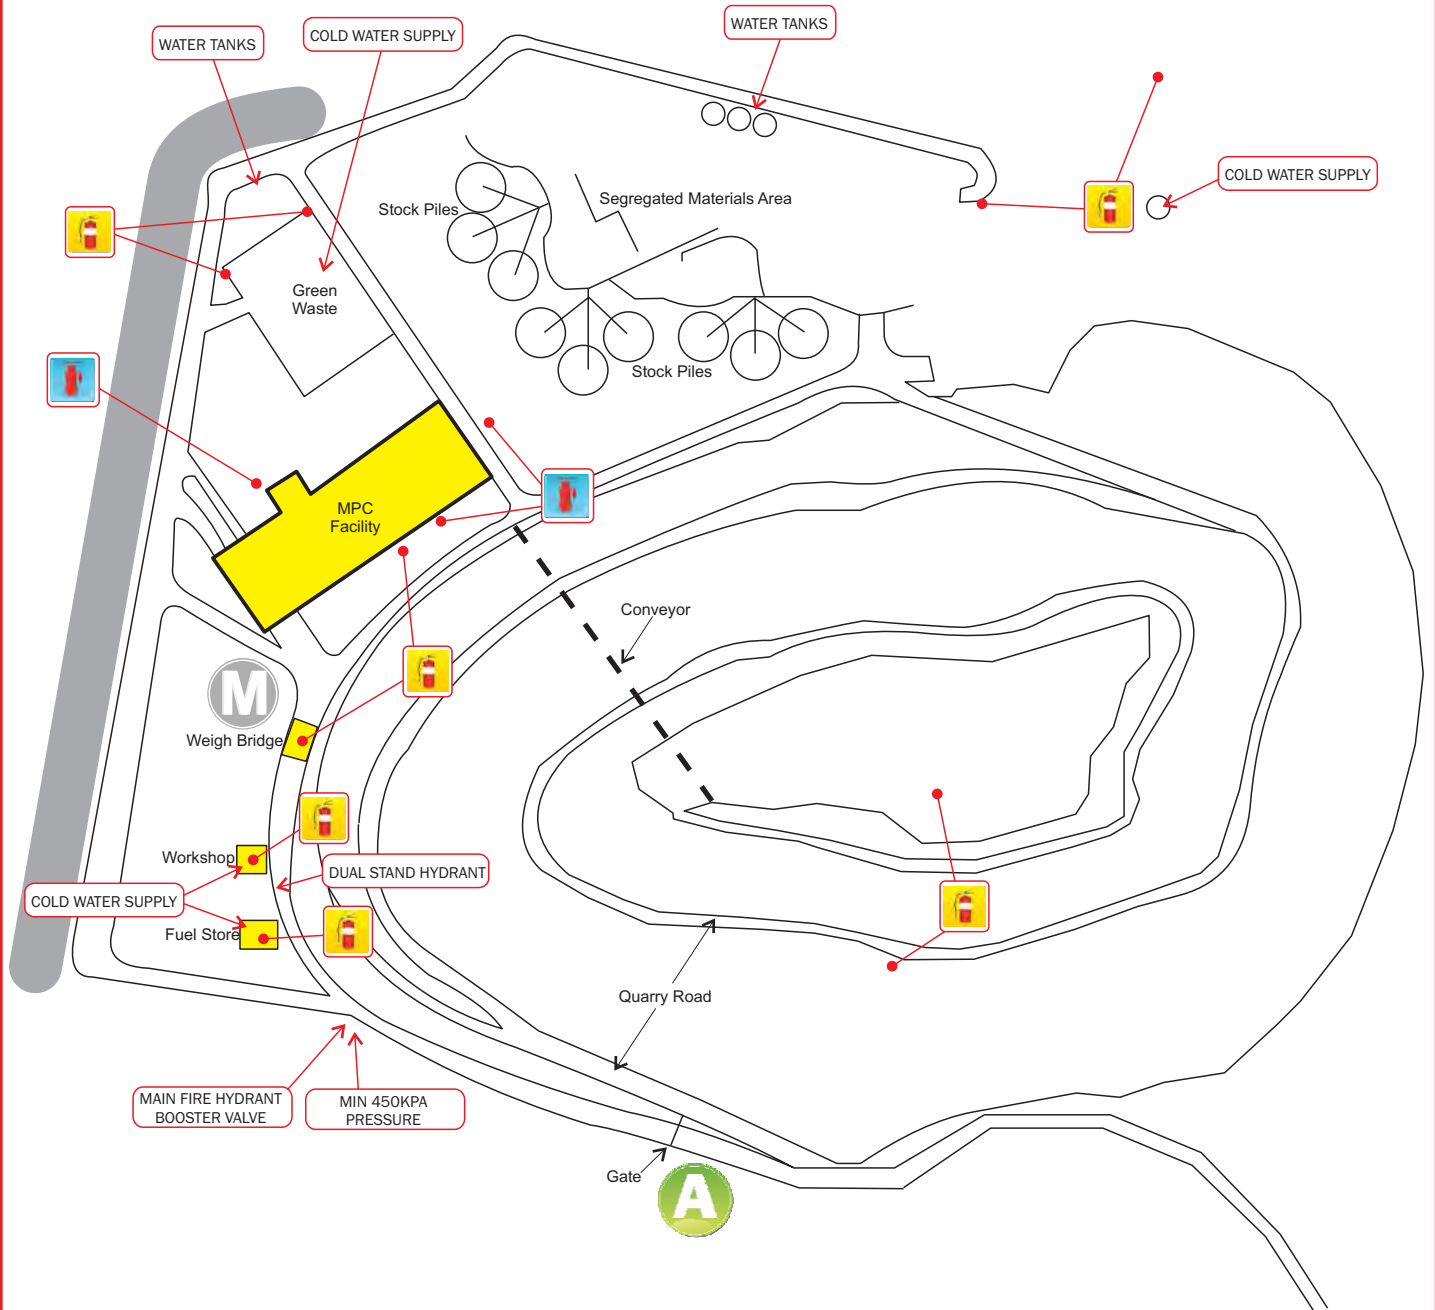 WATER TANKS
COLD WATER SUPPLY
WATER TANKS
COLD WATER SUPPLY
Stock Piles
Segregated Materials Area
Green
Waste
Stock Piles
MPC
Facility
Conveyor
M
Weigh Bridge
Workshop
DUAL STAND HYDRANT
COLD WATER SUPPLY
Fuel Store
Quarry Road
MAIN FIRE HYDRANT
BOOSTER VALVE
MIN 450KPA
PRESSURE
Gate
A